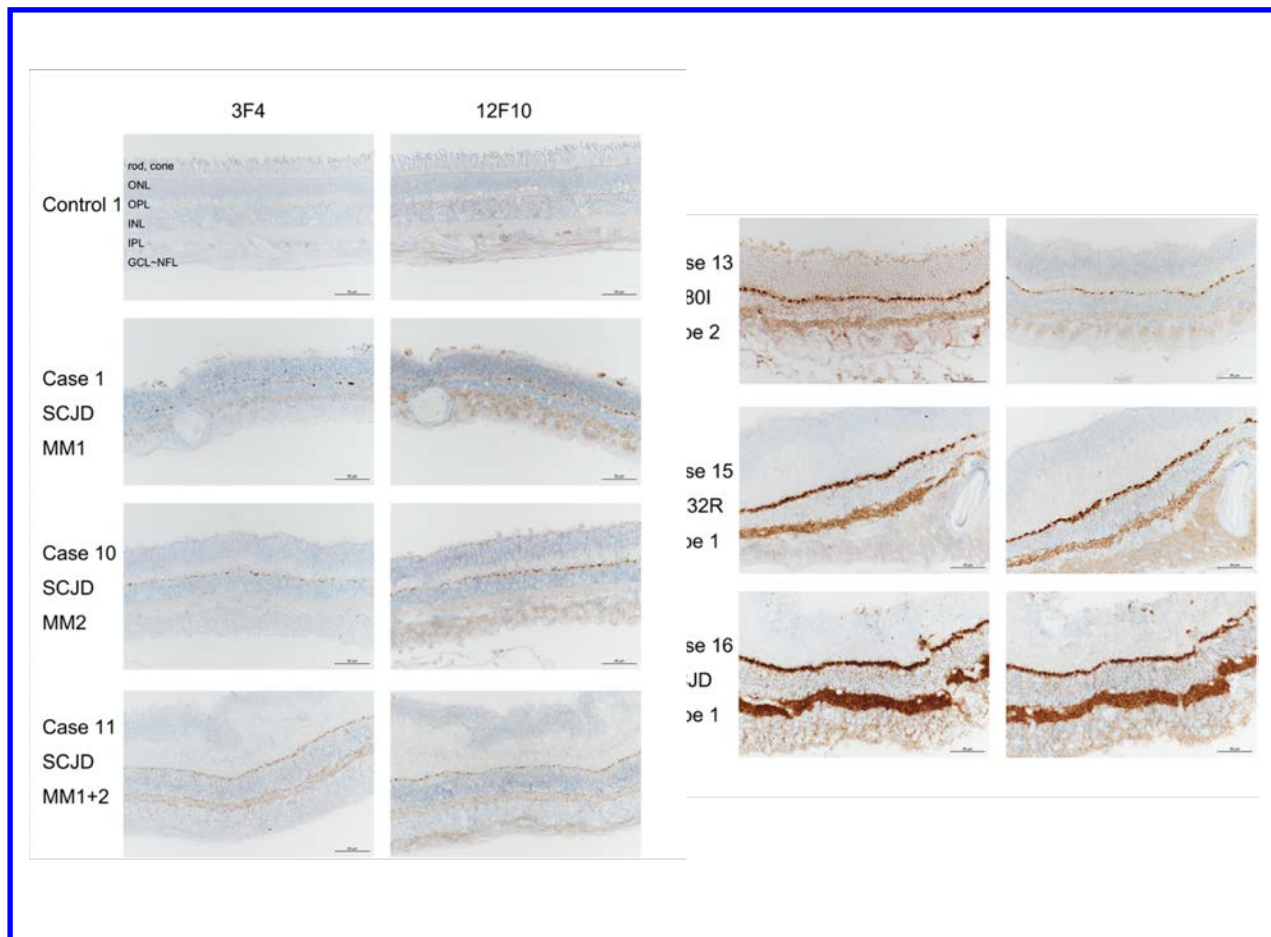 3F4 12F10
rod, cone
ONL
Control 1 OPL
INL
IPL
GCL~NFL
Case 1
SCJD
MM1
Case 10
SCJD
MM2
Case 11
SCJD
MM1+2
se 13
80I
pe 2
se 15
32R
pe 1
se 16
JD
pe 1